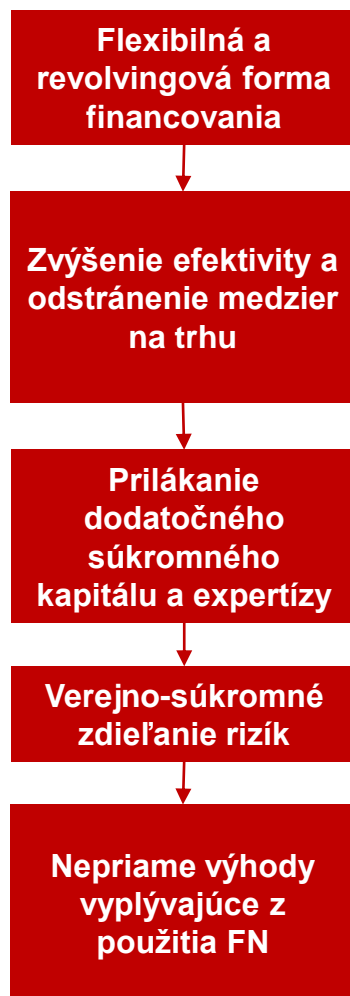 Flexibilná a
revolvingová forma
financovania
Zvýšenie efektivity a
odstránenie medzier
na trhu
Prilákanie
dodatočného
súkromného
kapitálu a expertízy
Verejno-súkromné
zdieľanie rizík
Nepriame výhody
vyplývajúce z
použitia FN